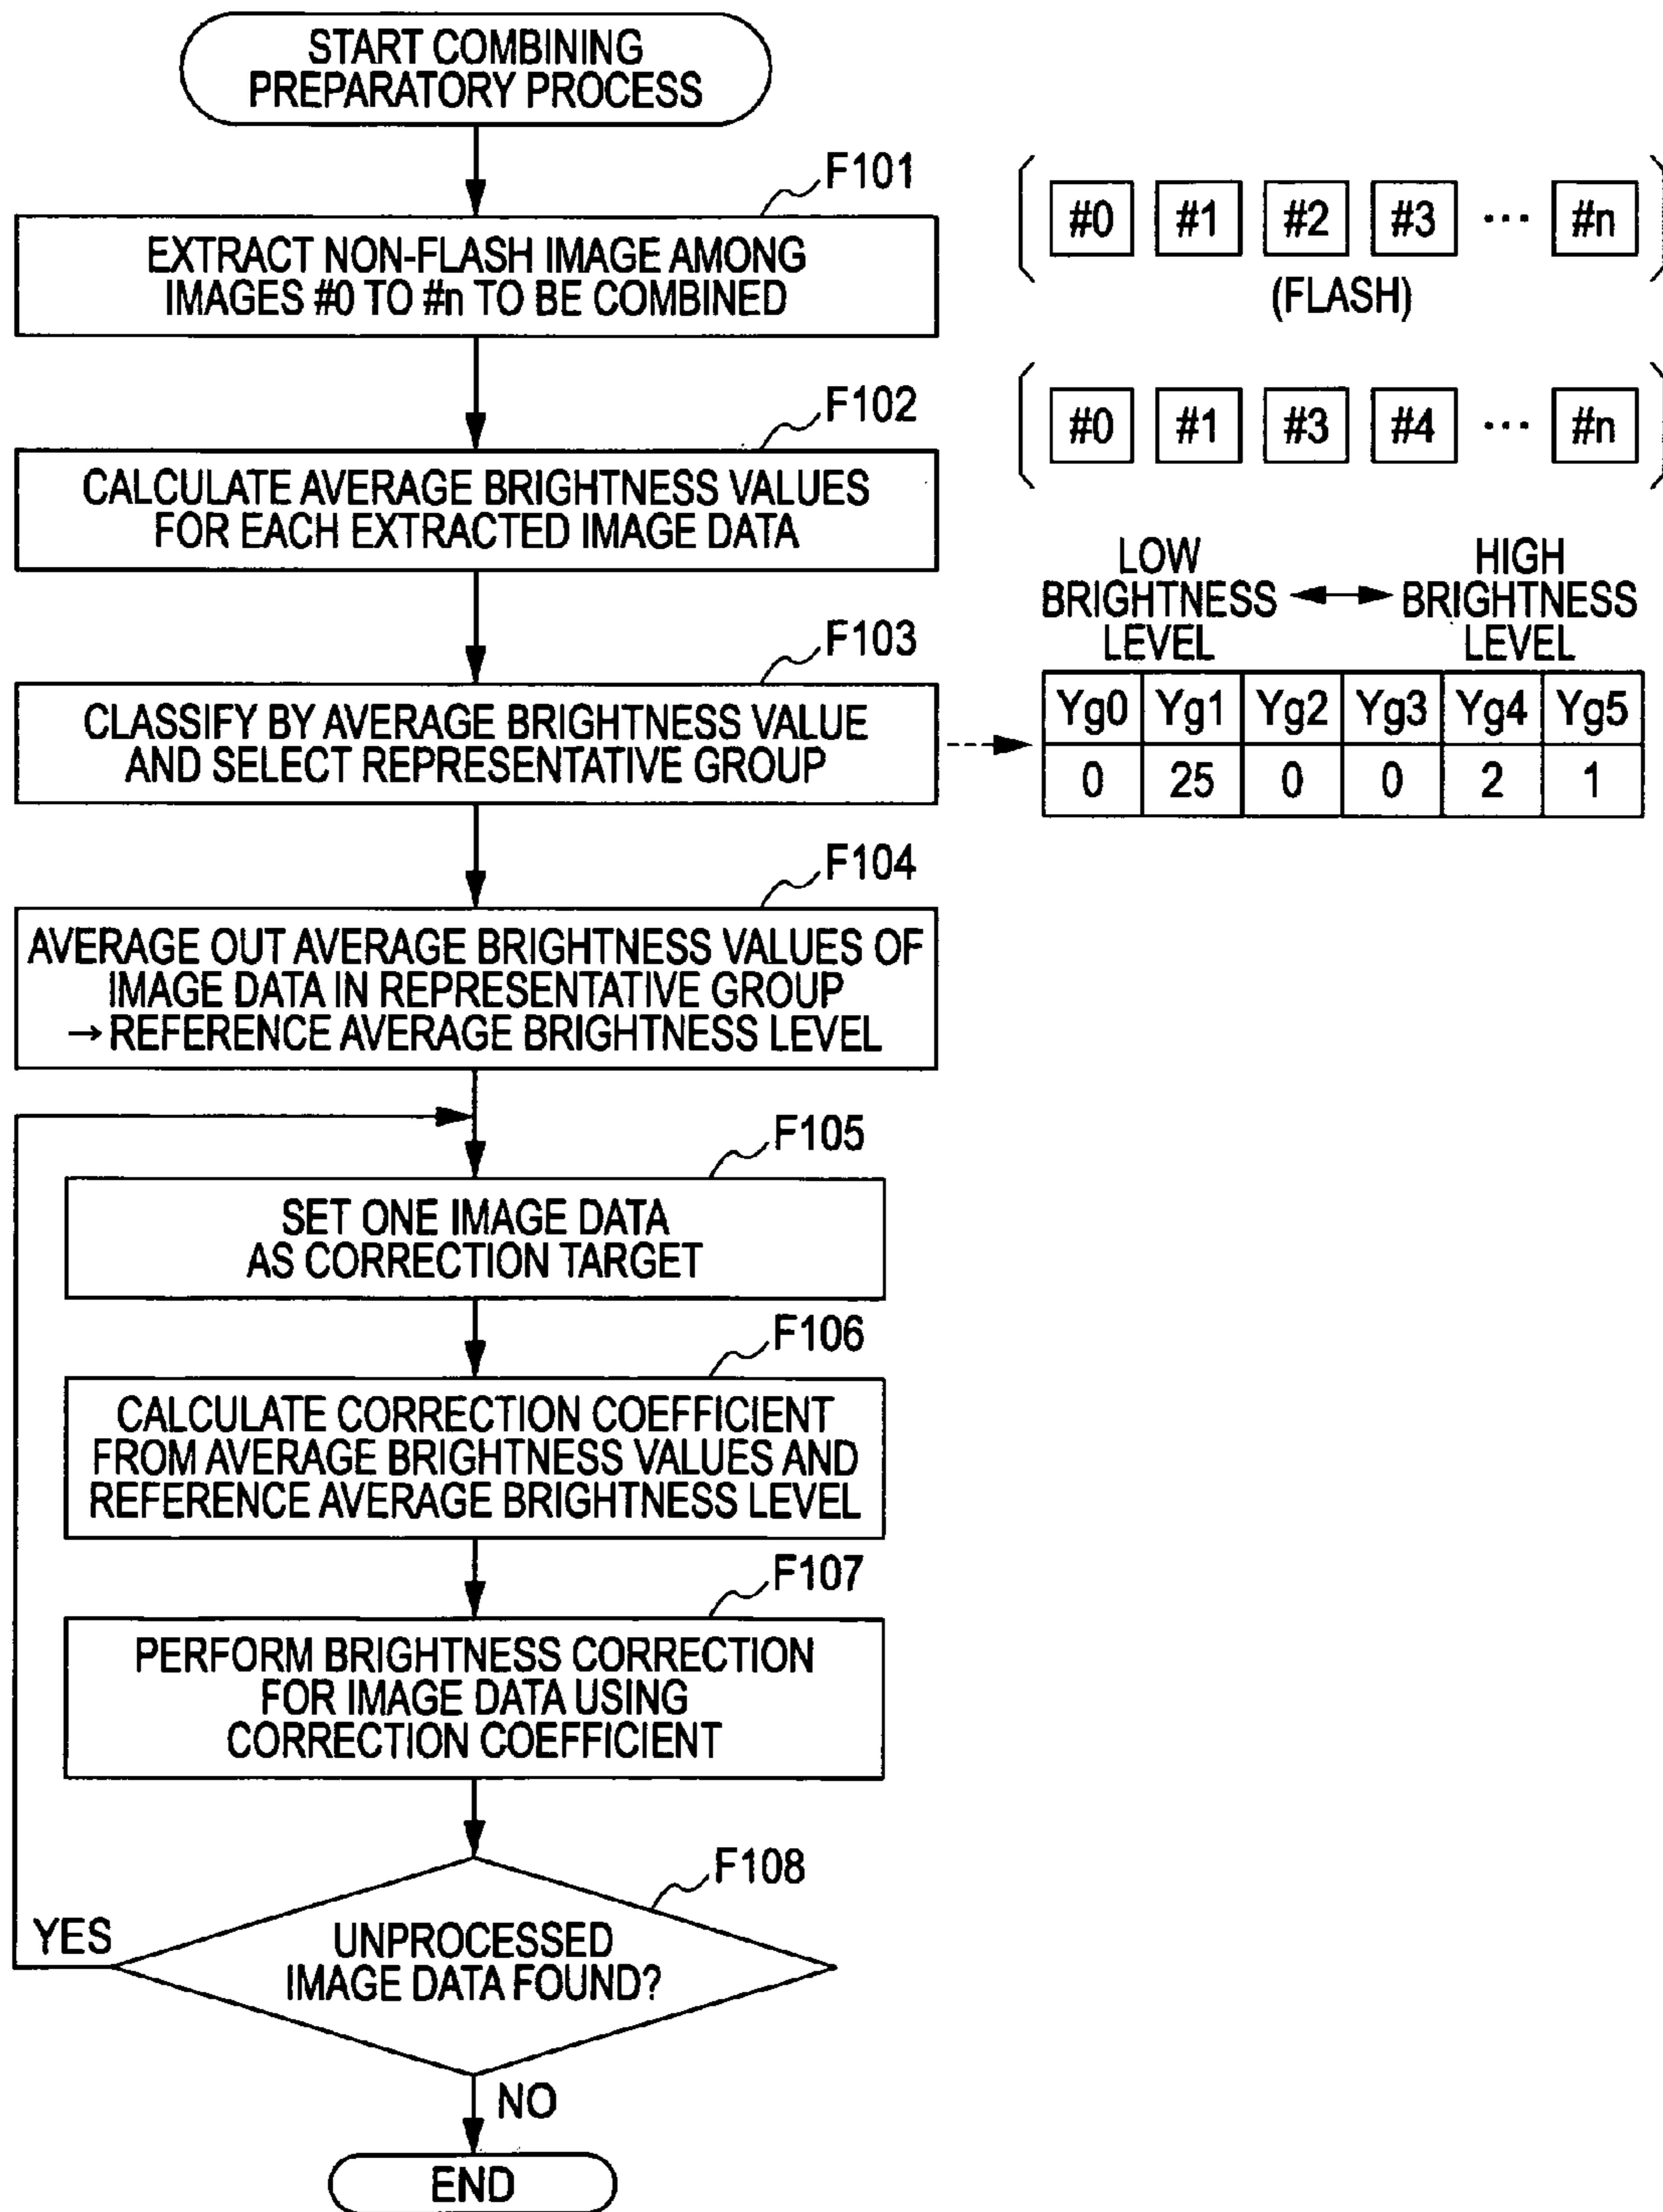 START COMBINING
PREPARATORY PROCESS
F101
EXTRACT NON-FLASH IMAGE AMONG
IMAGES #0 TO #n TO BE COMBINED
#0 #1 #2 #3 ... #n
(FLASH)
F102
CALCULATE AVERAGE BRIGHTNESS VALUES
FOR EACH EXTRACTED IMAGE DATA
#0 #1 #3 #4 ... #n
F103
CLASSIFY BY AVERAGE BRIGHTNESS VALUE
AND SELECT REPRESENTATIVE GROUP
LOW
BRIGHTNESS
LEVEL
HIGH
BRIGHTNESS
LEVEL
Yg0 Yg1 Yg2 Yg3 Yg4 Yg5
0 25 0 0 2 1
F104
AVERAGE OUT AVERAGE BRIGHTNESS VALUES OF
IMAGE DATA IN REPRESENTATIVE GROUP
→ REFERENCE AVERAGE BRIGHTNESS LEVEL
F105
SET ONE IMAGE DATA
AS CORRECTION TARGET
F106
CALCULATE CORRECTION COEFFICIENT
FROM AVERAGE BRIGHTNESS VALUES AND
REFERENCE AVERAGE BRIGHTNESS LEVEL
F107
PERFORM BRIGHTNESS CORRECTION
FOR IMAGE DATA USING
CORRECTION COEFFICIENT
F108
UNPROCESSED
IMAGE DATA FOUND?
YES
NO
END